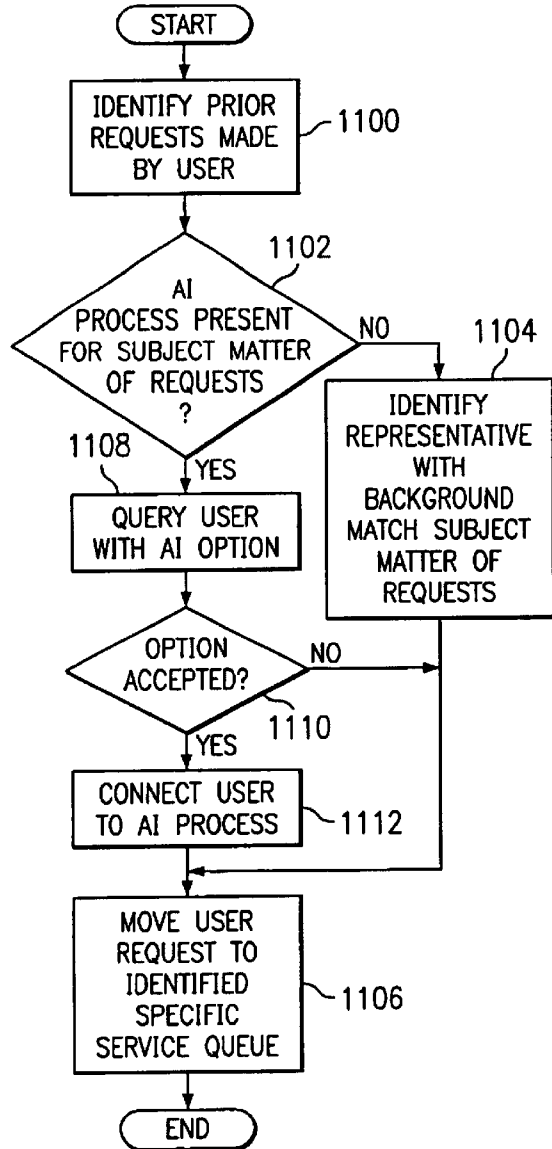 START
IDENTIFY PRIOR
REQUESTS MADE
BY USER
1100
1102
AI
PROCESS PRESENT
FOR SUBJECT MATTER
OF REQUESTS
?
NO
1104
IDENTIFY
REPRESENTATIVE
WITH
BACKGROUND
MATCH SUBJECT
MATTER OF
REQUESTS
1108
YES
QUERY USER
WITH AI OPTION
OPTION
ACCEPTED?
NO
1110
YES
CONNECT USER
TO AI PROCESS
1112
MOVE USER
REQUEST TO
IDENTIFIED
SPECIFIC
SERVICE QUEUE
1106
END